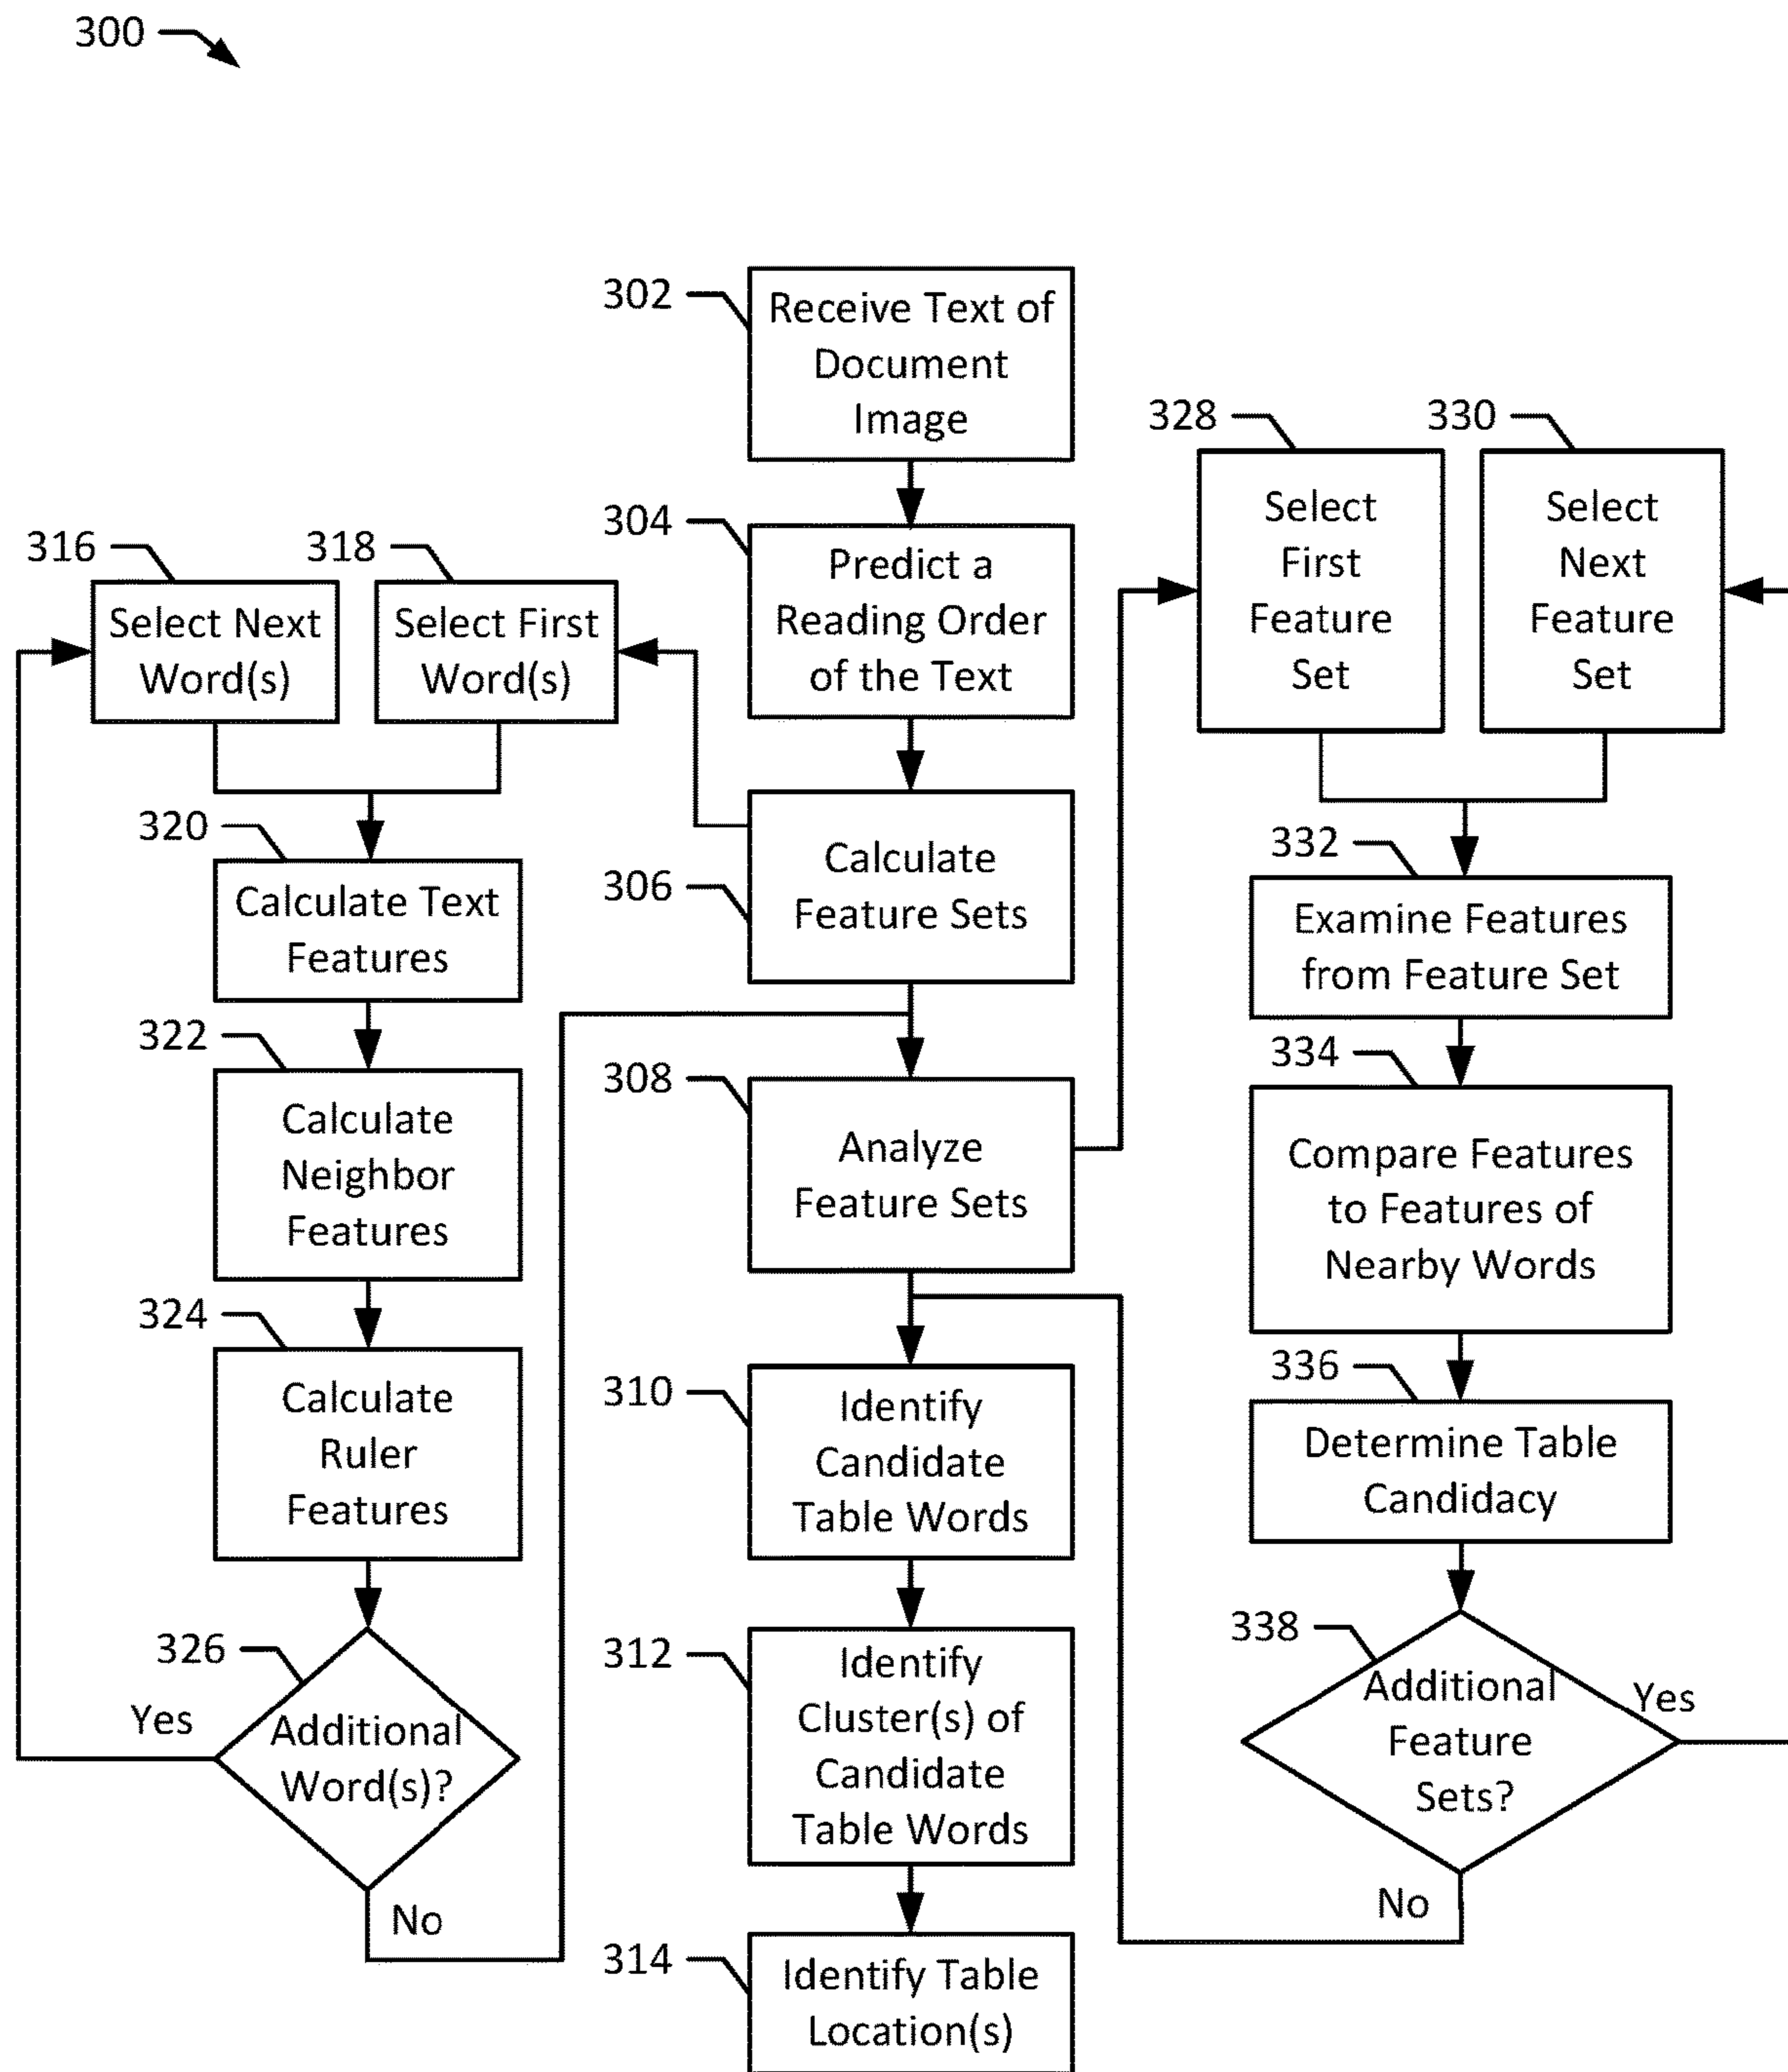 300
302
Receive Text of
Document
Image
304
Predict a
Reading Order
of the Text
306
Calculate
Feature Sets
308
Analyze
Feature Sets
310
Identify
Candidate
Table Words
312
Identify
Cluster(s) of
Candidate
Table Words
314
Identify Table
Location(s)
316
Select Next
Word(s)
318
Select First
Word(s)
320
Calculate Text
Features
322
Calculate
Neighbor
Features
324
Calculate
Ruler
Features
326
Additional
Word(s)?
Yes
No
328
Select
First
Feature
Set
330
Select
Next
Feature
Set
332
Examine Features
from Feature Set
334
Compare Features
to Features of
Nearby Words
336
Determine Table
Candidacy
338
Additional
Feature
Sets?
Yes
No